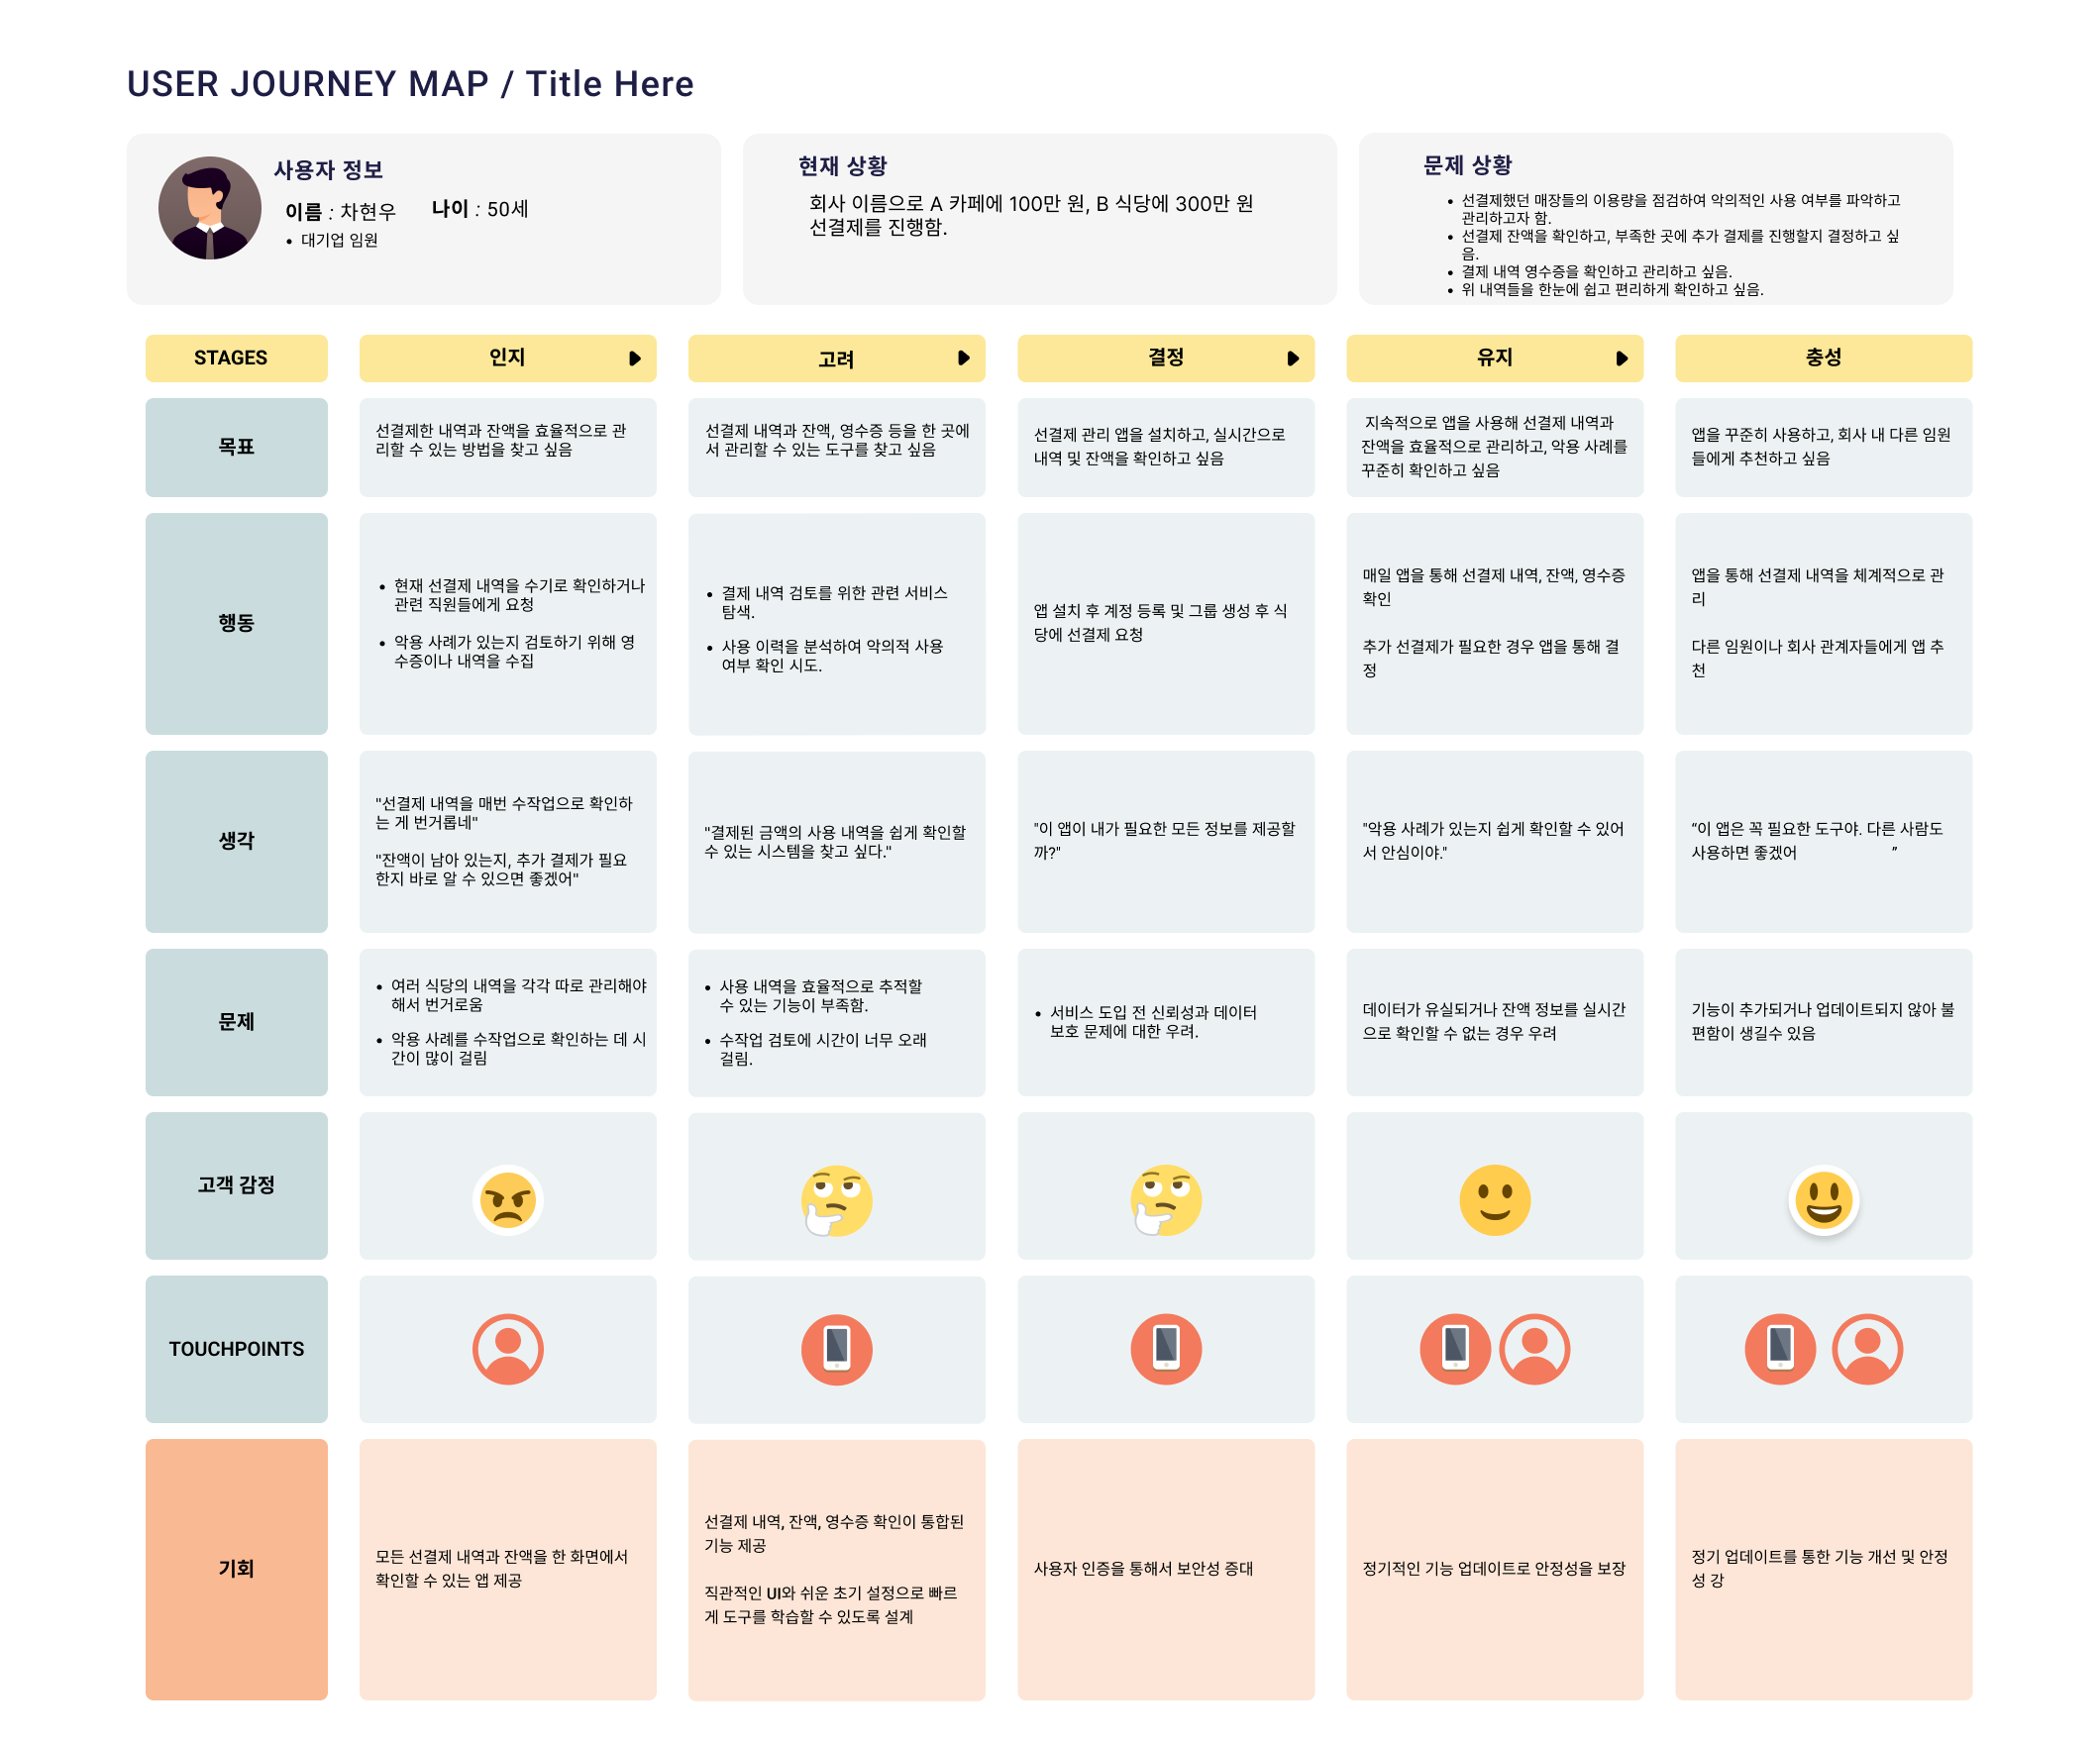 USER JOURNEY MAP / Title Here
사용자 정보
이름 : 차현우
나이 : 50세
• 대기업 임원
현재 상황
회사 이름으로 A 카페에 100만 원, B 식당에 300만 원
선결제를 진행함.
문제 상황
• 선결제했던 매장들의 이용량을 점검하여 악의적인 사용 여부를 파악하고
관리하고자 함.
• 선결제 잔액을 확인하고, 부족한 곳에 추가 결제를 진행할지 결정하고 싶
음.
• 결제 내역 영수증을 확인하고 관리하고 싶음.
• 위 내역들을 한눈에 쉽고 편리하게 확인하고 싶음.
STAGES
인지
고려
결정
유지
충성
목표
선결제한 내역과 잔액을 효율적으로 관
리할 수 있는 방법을 찾고 싶음
선결제 내역과 잔액, 영수증 등을 한 곳에
서 관리할 수 있는 도구를 찾고 싶음
선결제 관리 앱을 설치하고, 실시간으로
내역 및 잔액을 확인하고 싶음
지속적으로 앱을 사용해 선결제 내역과
잔액을 효율적으로 관리하고, 악용 사례를
꾸준히 확인하고 싶음
앱을 꾸준히 사용하고, 회사 내 다른 임원
들에게 추천하고 싶음
행동
• 현재 선결제 내역을 수기로 확인하거나
관련 직원들에게 요청
• 악용 사례가 있는지 검토하기 위해 영
수증이나 내역을 수집
• 결제 내역 검토를 위한 관련 서비스
탐색.
• 사용 이력을 분석하여 악의적 사용
여부 확인 시도.
앱 설치 후 계정 등록 및 그룹 생성 후 식
당에 선결제 요청
매일 앱을 통해 선결제 내역, 잔액, 영수증
확인
추가 선결제가 필요한 경우 앱을 통해 결
정
앱을 통해 선결제 내역을 체계적으로 관
리
다른 임원이나 회사 관계자들에게 앱 추
천
생각
"선결제 내역을 매번 수작업으로 확인하
는 게 번거롭네"
"잔액이 남아 있는지, 추가 결제가 필요
한지 바로 알 수 있으면 좋겠어"
"결제된 금액의 사용 내역을 쉽게 확인할
수 있는 시스템을 찾고 싶다."
"이 앱이 내가 필요한 모든 정보를 제공할
까?"
"악용 사례가 있는지 쉽게 확인할 수 있어
서 안심이야."
“이 앱은 꼭 필요한 도구야. 다른 사람도
사용하면 좋겠어 ”
문제
• 여러 식당의 내역을 각각 따로 관리해야
해서 번거로움
• 악용 사례를 수작업으로 확인하는 데 시
간이 많이 걸림
• 사용 내역을 효율적으로 추적할
수 있는 기능이 부족함.
• 수작업 검토에 시간이 너무 오래
걸림.
• 서비스 도입 전 신뢰성과 데이터
보호 문제에 대한 우려.
데이터가 유실되거나 잔액 정보를 실시간
으로 확인할 수 없는 경우 우려
기능이 추가되거나 업데이트되지 않아 불
편함이 생길수 있음
고객 감정
TOUCHPOINTS
기회
모든 선결제 내역과 잔액을 한 화면에서
확인할 수 있는 앱 제공
선결제 내역, 잔액, 영수증 확인이 통합된
기능 제공
직관적인 UI와 쉬운 초기 설정으로 빠르
게 도구를 학습할 수 있도록 설계
사용자 인증을 통해서 보안성 증대
정기적인 기능 업데이트로 안정성을 보장
정기 업데이트를 통한 기능 개선 및 안정
성 강